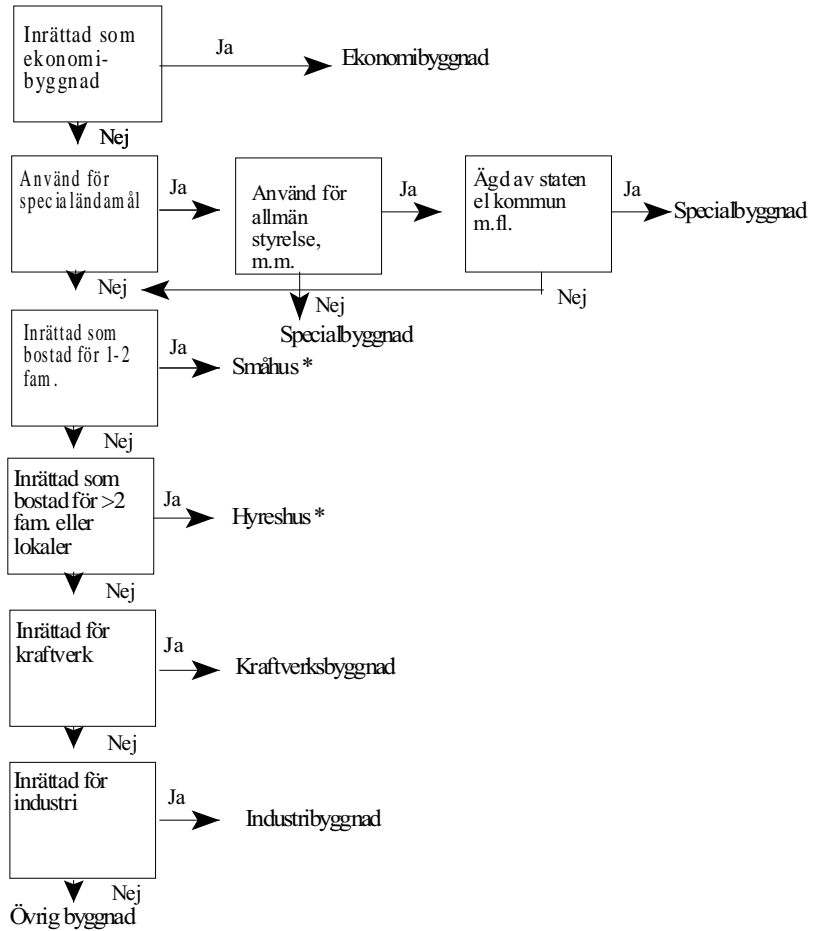 Inrättad som
ekonomi-
byggnad
Ja
Ekonomibyggnad
Nej
Använd för
specialändamål
Ja
Använd för
allmän
styrelse,
m.m.
Ja
Ägd av staten
el kommun
m.fl.
Ja
Specialbyggnad
Nej
Nej
Nej
Specialbyggnad
Inrättad som
bostad för 1-2
fam.
Ja
Småhus *
Nej
Inrättad som
bostad för >2
fam. eller
lokaler
Ja
Hyreshus *
Nej
Inrättad för
kraftverk
Ja
Kraftverksbyggnad
Nej
Inrättad för
industri
Ja
Industribyggnad
Nej
Övrig byggnad